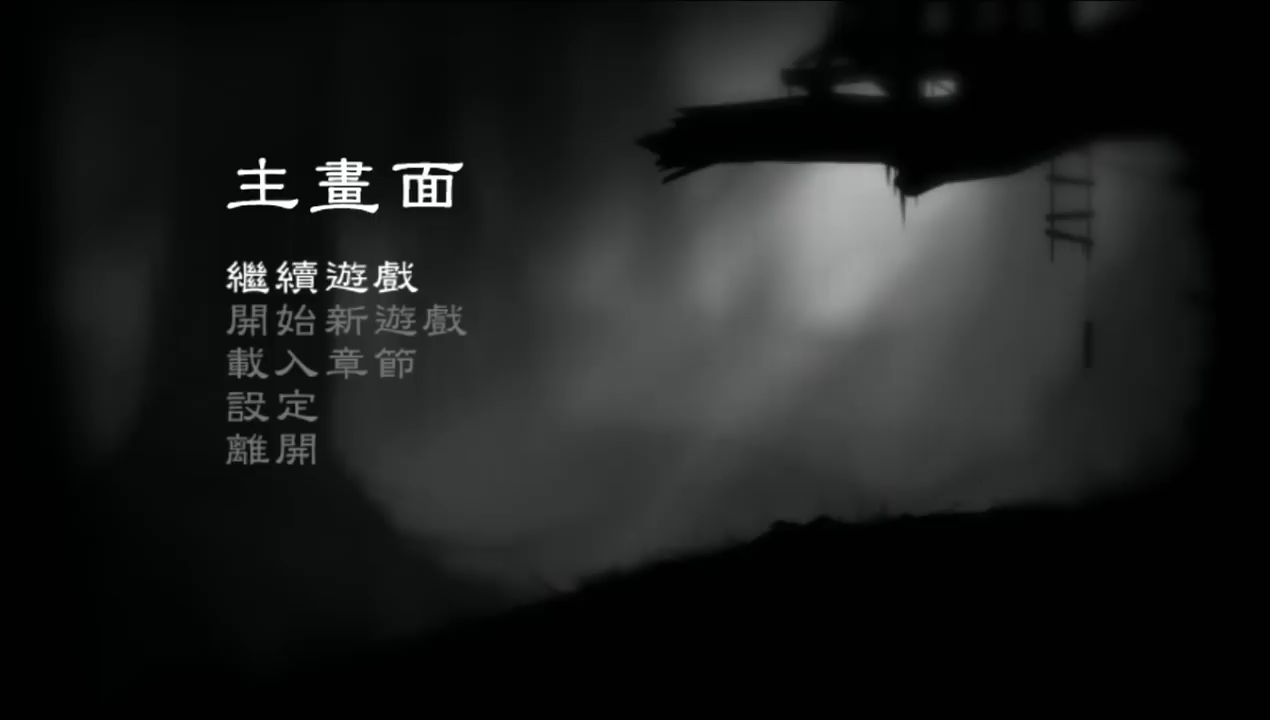 主畫面
繼續遊戲
開始新遊戲
載入章節
設定
離開